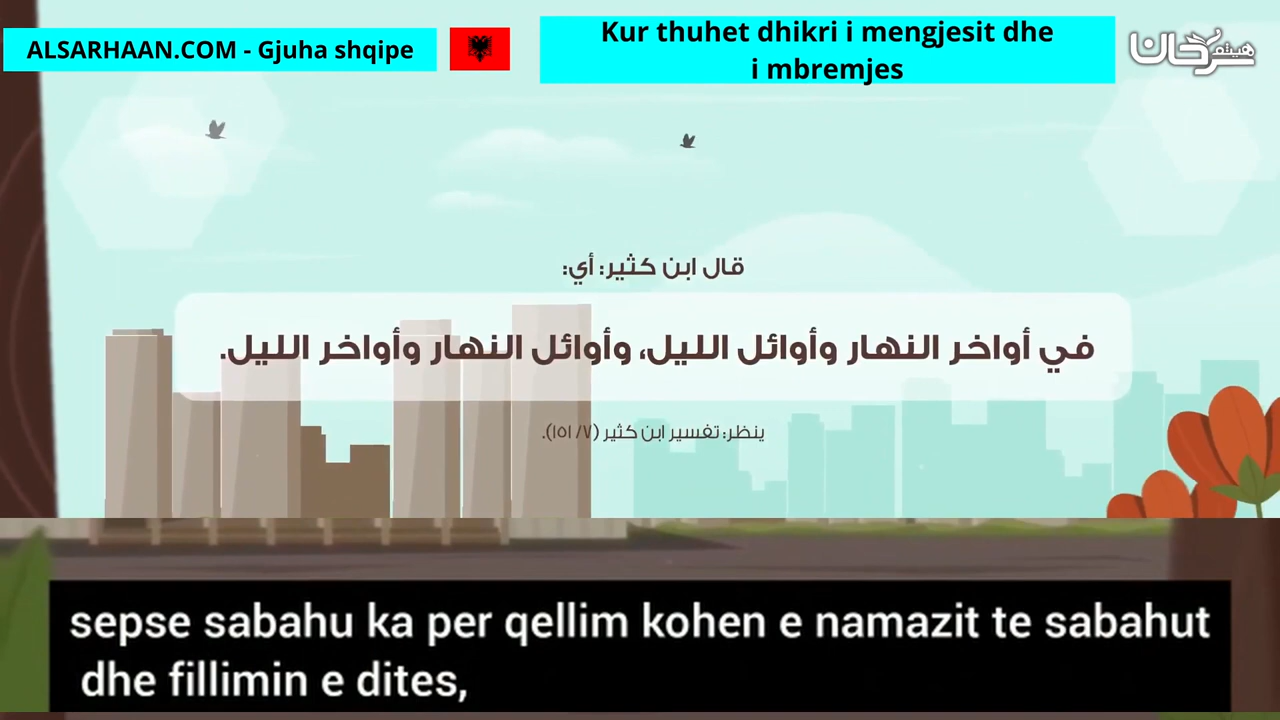 ALSARHAAN.COM - Gjuha shqipe
Kur thuhet dhikri i mengjesit dhe
i mbremjes
هيثم
سرحان
قال ابن كثير: أي:
في أواخر النهار وأوائل الليل، وأوائل النهار وأواخر الليل.
ينظر: تفسير ابن كثير (٧/ ١٥١).
sepse sabahu ka per qellim kohen e namazit te sabahut
dhe fillimin e dites,